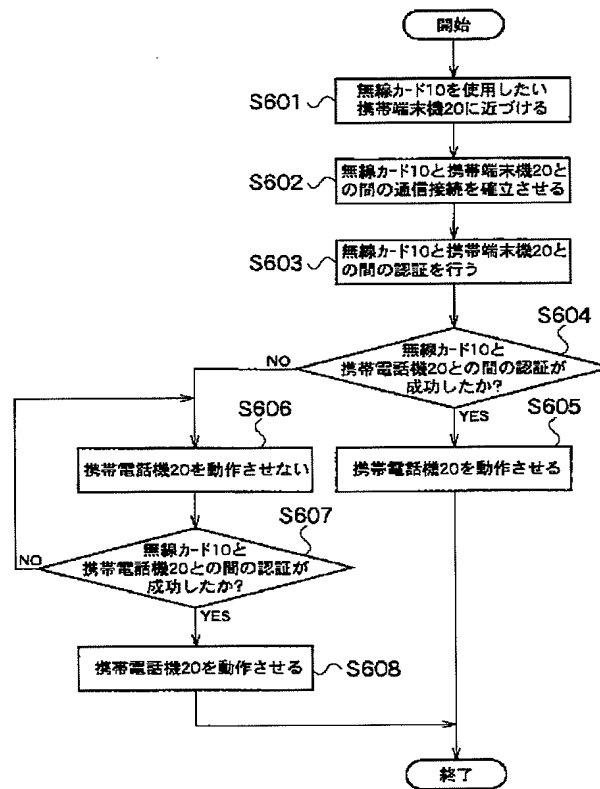 開始
S601
無線カード10を使用したい
携帯端末機20に近づける
S602
無線カード10と携帯端末機20と
の間の通信接続を確立させる
S603
無線カード10と携帯端末機20と
の間の認証を行う
S604
無線カード10と
携帯電話機20との間の認証が
成功したか?
NO
YES
S605
携帯電話機20を動作させる
S606
携帯電話機20を動作させない
S607
無線カード10と
携帯電話機20との間の認証が
成功したか?
NO
YES
携帯電話機20を動作させる
S608
終了